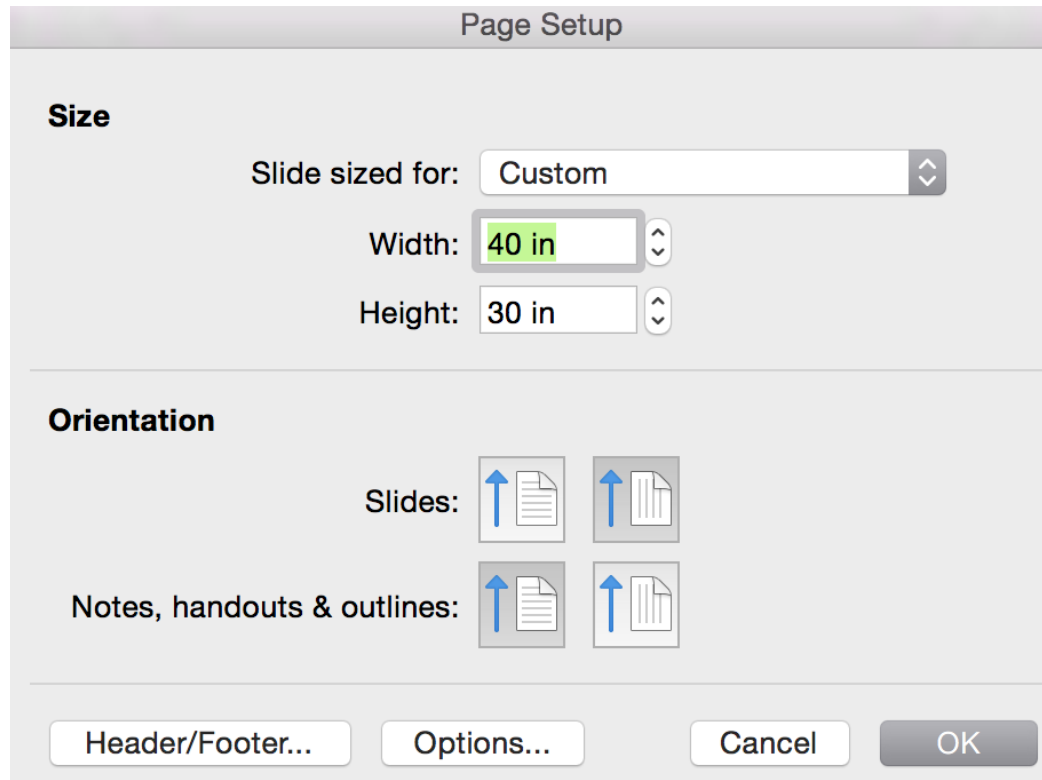 Page Setup
Size
Slide sized for: Custom
Width: 40 in
Height: 30 in
Orientation
Slides:
Notes, handouts & outlines:
Header/Footer... Options... Cancel OK